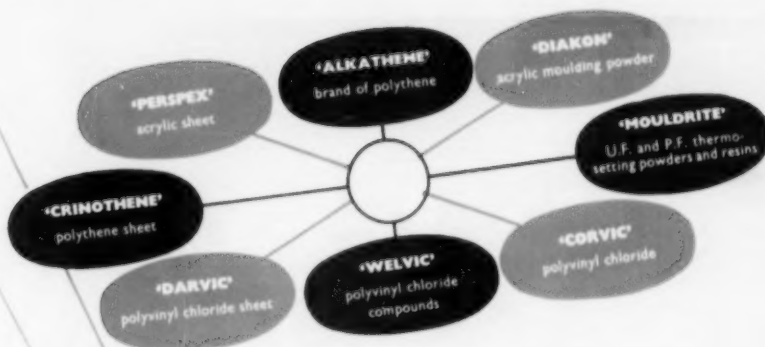 'ALKATHENE'
brand of polythene
'DIAKON'
acrylic moulding powder
'PERSPEX'
acrylic sheet
'MOULDRITE'
U.F. and P.F. thermo-
setting powders and resins
'CRINOTHENE'
polythene sheet
'CORVIC'
polyvinyl chloride
'WELVIC'
polyvinyl chloride
compounds
'DARVIC'
polyvinyl chloride sheet